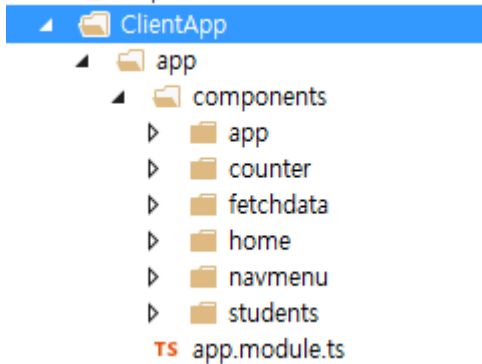 ClientApp
app
components
app
counter
fetchdata
home
navmenu
students
TS app.module.ts